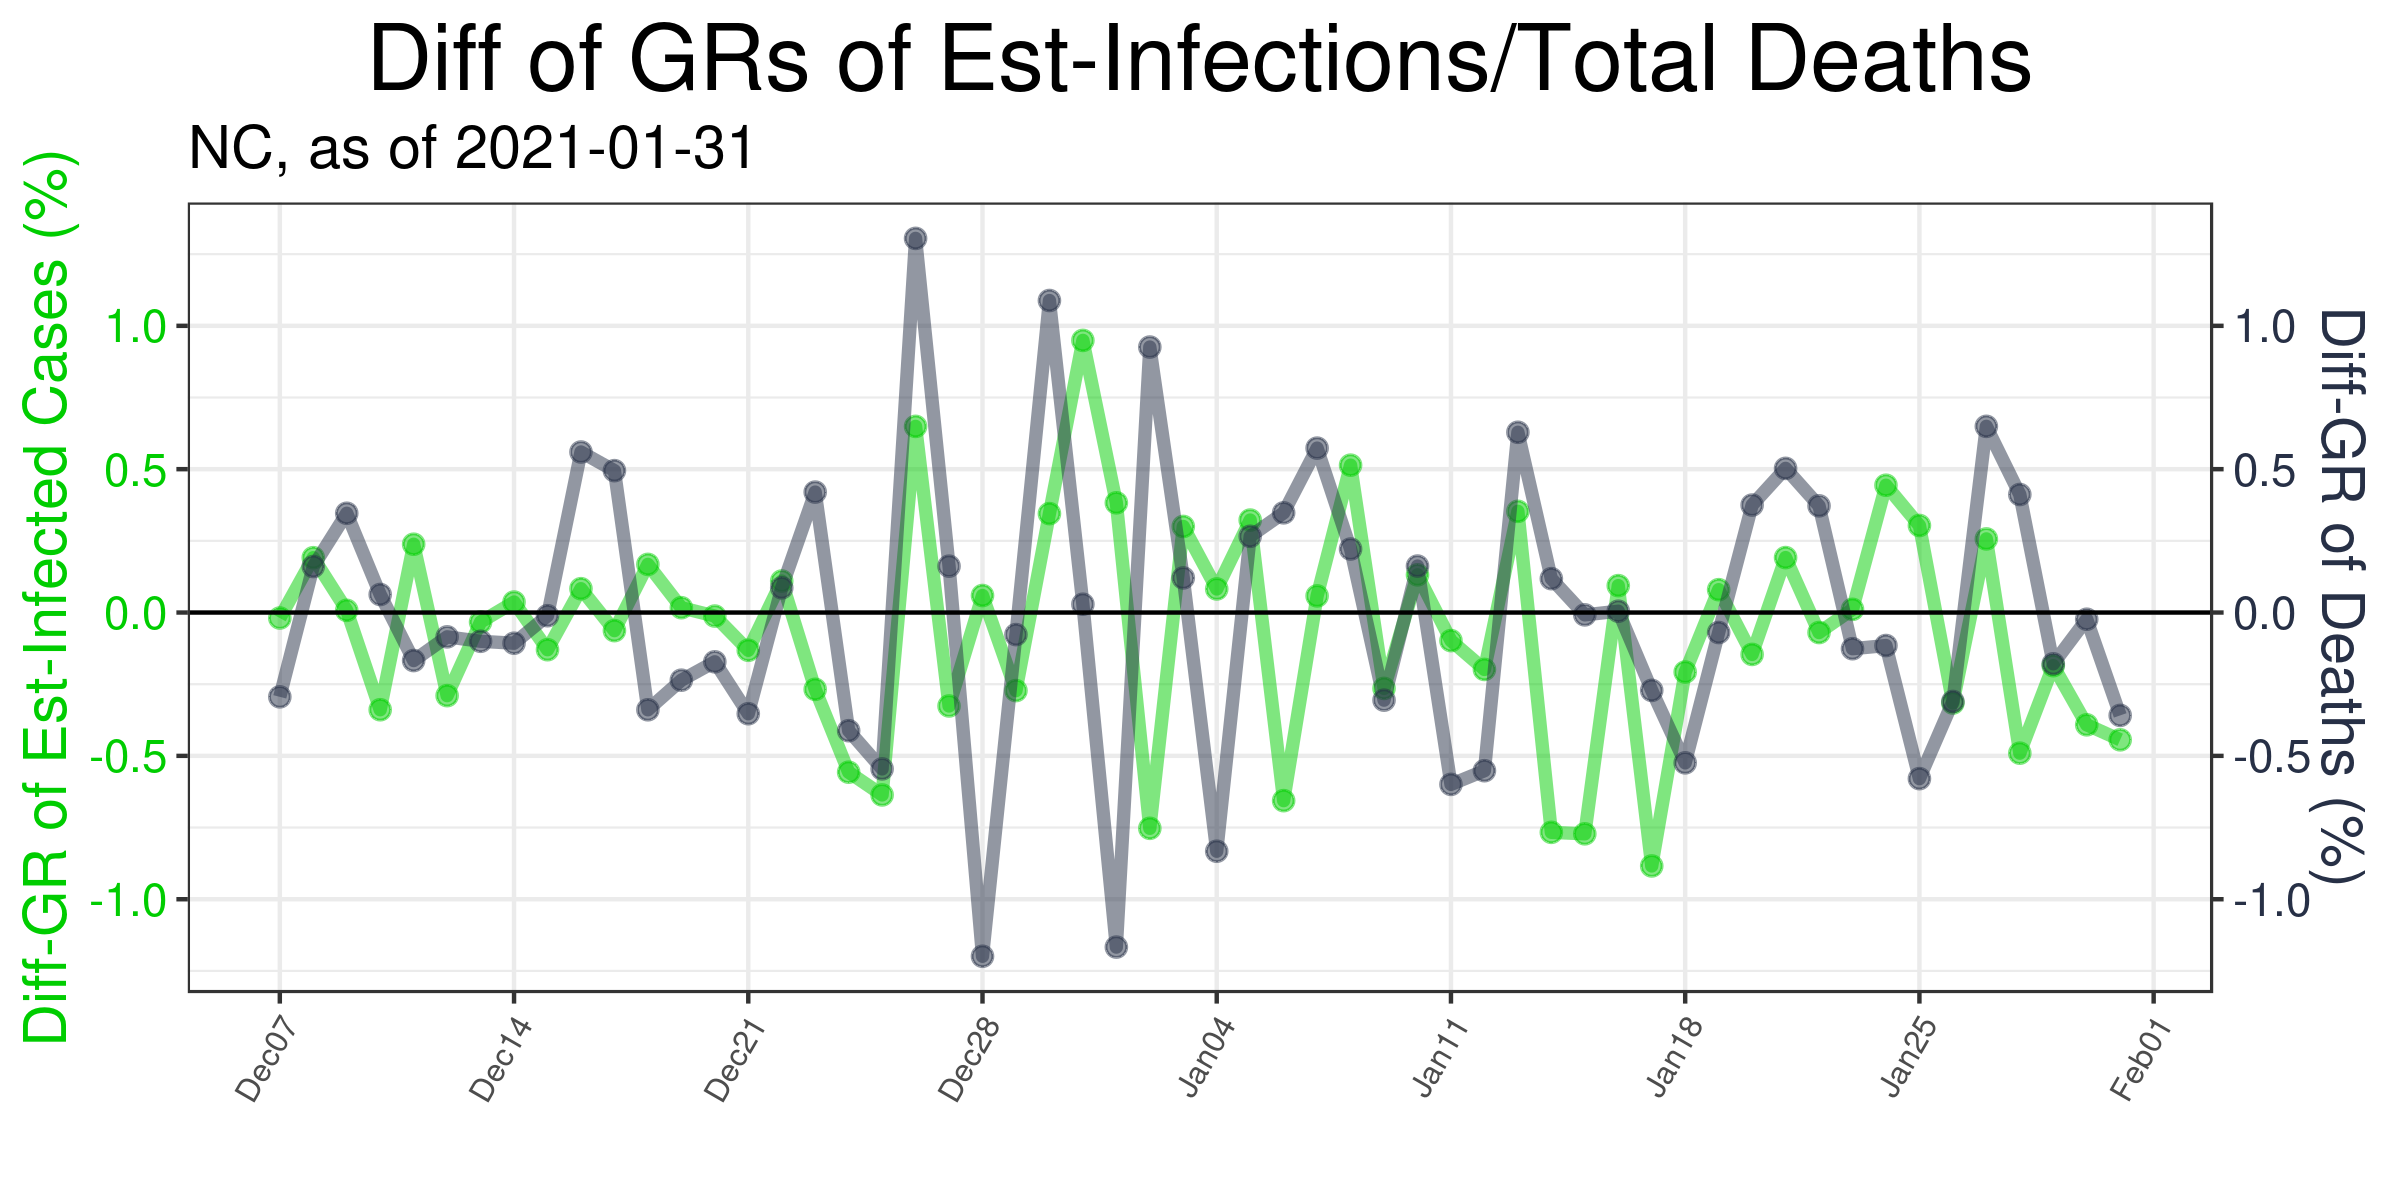 Diff of GRs of Est-Infections/Total Deaths
NC, as of 2021-01-31
Diff-GR of Est-Infected Cases (%)
1.0
0.5
0.0
-0.5
-1.0
1.0
0.5
0.0
-0.5
-1.0
Diff-GR of Deaths (%)
Dec07
Dec14
Dec21
Dec28
Jan04
Jan11
Jan18
Jan25
Feb01